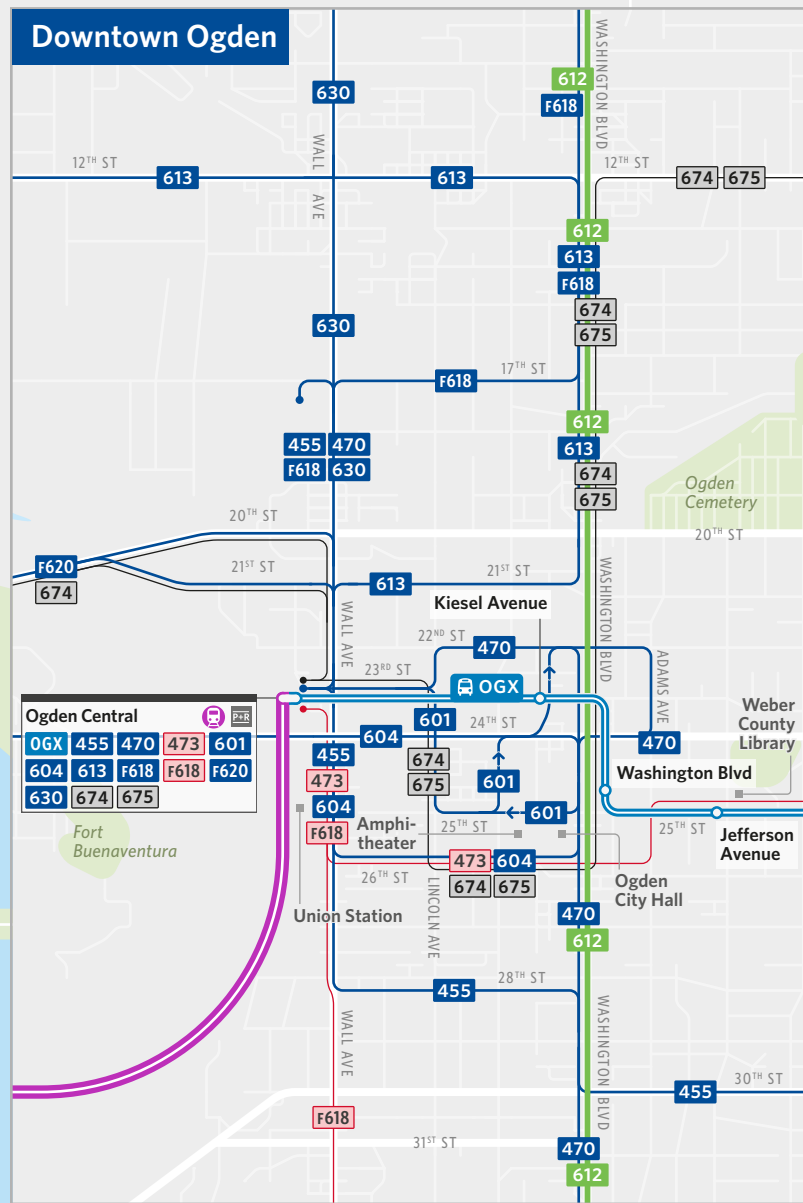 Downtown Ogden
612
WASHINGTON BLVD
630
F618
WALL AVE
12TH ST
613
613
12TH ST
674 675
612
613
F618
674
675
630
17TH ST
F618
455 470
F618 630
612
613
674
675
Ogden
Cemetery
20TH ST
20TH ST
F620
674
21ST ST
613
21ST ST
WASHINGTON BLVD
Kiesel Avenue
WALL AVE
22ND ST
470
ADAMS AVE
23RD ST
OGX
Weber
County
Library
Ogden Central
P+R
OGX 455 470 473 601
604 613 F618 F618 F620
630 674 675
601
604
24TH ST
470
455
473
604
F618
674
675
601
601
Washington Blvd
Amphi-
theater
25TH ST
25TH ST
Jefferson
Avenue
Fort
Buenaventura
473 604
674 675
26TH ST
Ogden
City Hall
Union Station
LINCOLN AVE
470
612
455
28TH ST
WALL AVE
WASHINGTON BLVD
30TH ST
455
F618
31ST ST
470
612